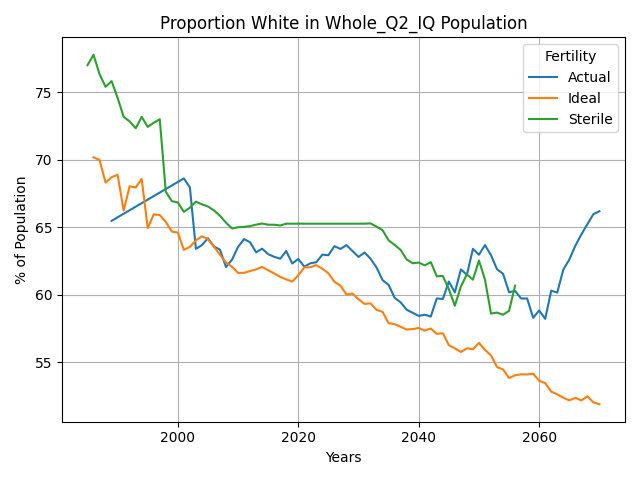 Proportion White in Whole_Q2_IQ Population
Fertility
Actual
Ideal
Sterile
% of Population
75
70
65
60
55
2000
2020
2040
2060
Years